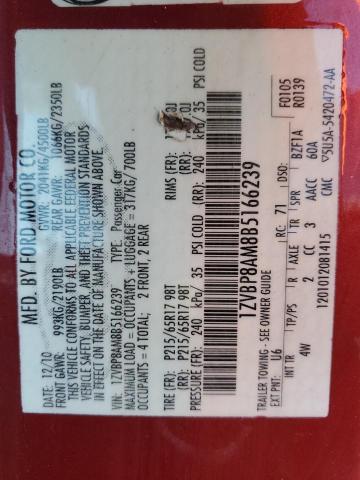 MFD. BY FORD MOTOR CO.
12/10 GVWR: 2041KG/4500LB
FRONT GAWR: 993KG/2190LB REAR GAWR: 1066KG/2350LB
THIS VEHICLE CONFORMS TO ALL APPLICABLE FEDERAL MOTOR
VEHICLE SAFETY, BUMPER, AND THEFT PREVENTION STANDARDS
IN EFFECT ON THE DATE OF MANUFACTURE SHOWN ABOVE.
VIN: 1ZVBP8AM8B5166239 TYPE: Passenger Car
MAXIMUM LOAD = OCCUPANTS + LUGGAGE = 317KG/ 700LB
OCCUPANTS = 4 TOTAL: 2 FRONT, 2 REAR
TIRE (FR): P215/65R17 98T RIMS (FR):
TIRE (RR): P215/65R17 98T RIMS (RR):
PRESSURE (FR): 240 kPa/ 35 PSI COLD (RR): 240 kPa/ 35 PSI COLD
1ZVBP8AM8B5166239
F0105
R0139
TRAILER TOWING - SEE OWNER GUIDE
EXT PNT: U6 RC: 71 DSO:
INT TR TP/PS R AXLE TR SPR BZF1A
4W 2 CC 3 AACC 60A
12010120B1415 CMC 5U5A-5420472-AA